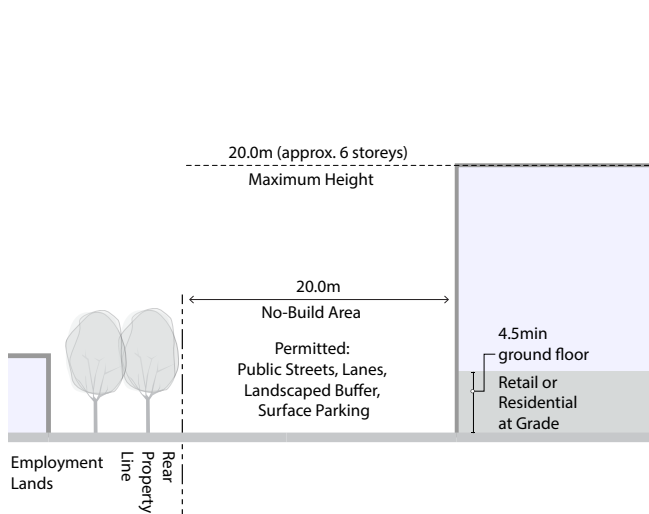 20.0m (approx. 6 storeys)
Maximum Height
20.0m
No-Build Area
Permitted:
Public Streets, Lanes,
Landscaped Buffer,
Surface Parking
4.5min
ground floor
Retail or
Residential
at Grade
Employment
Lands
Rear
Property
Line